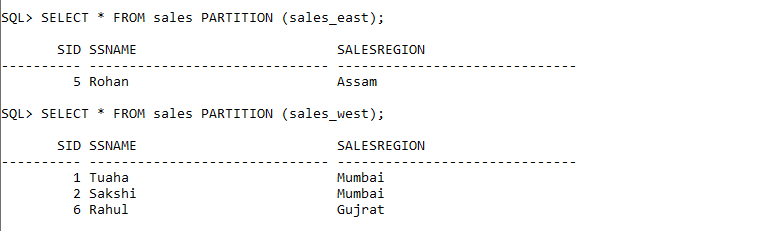 SQL> SELECT * FROM sales PARTITION (sales_east);
       SID SSNAME                         SALESREGION
---------- ------------------------------ ------------------------------
         5 Rohan                          Assam
SQL> SELECT * FROM sales PARTITION (sales_west);
       SID SSNAME                         SALESREGION
---------- ------------------------------ ------------------------------
         1 Tuaha                          Mumbai
         2 Sakshi                         Mumbai
         6 Rahul                          Gujrat